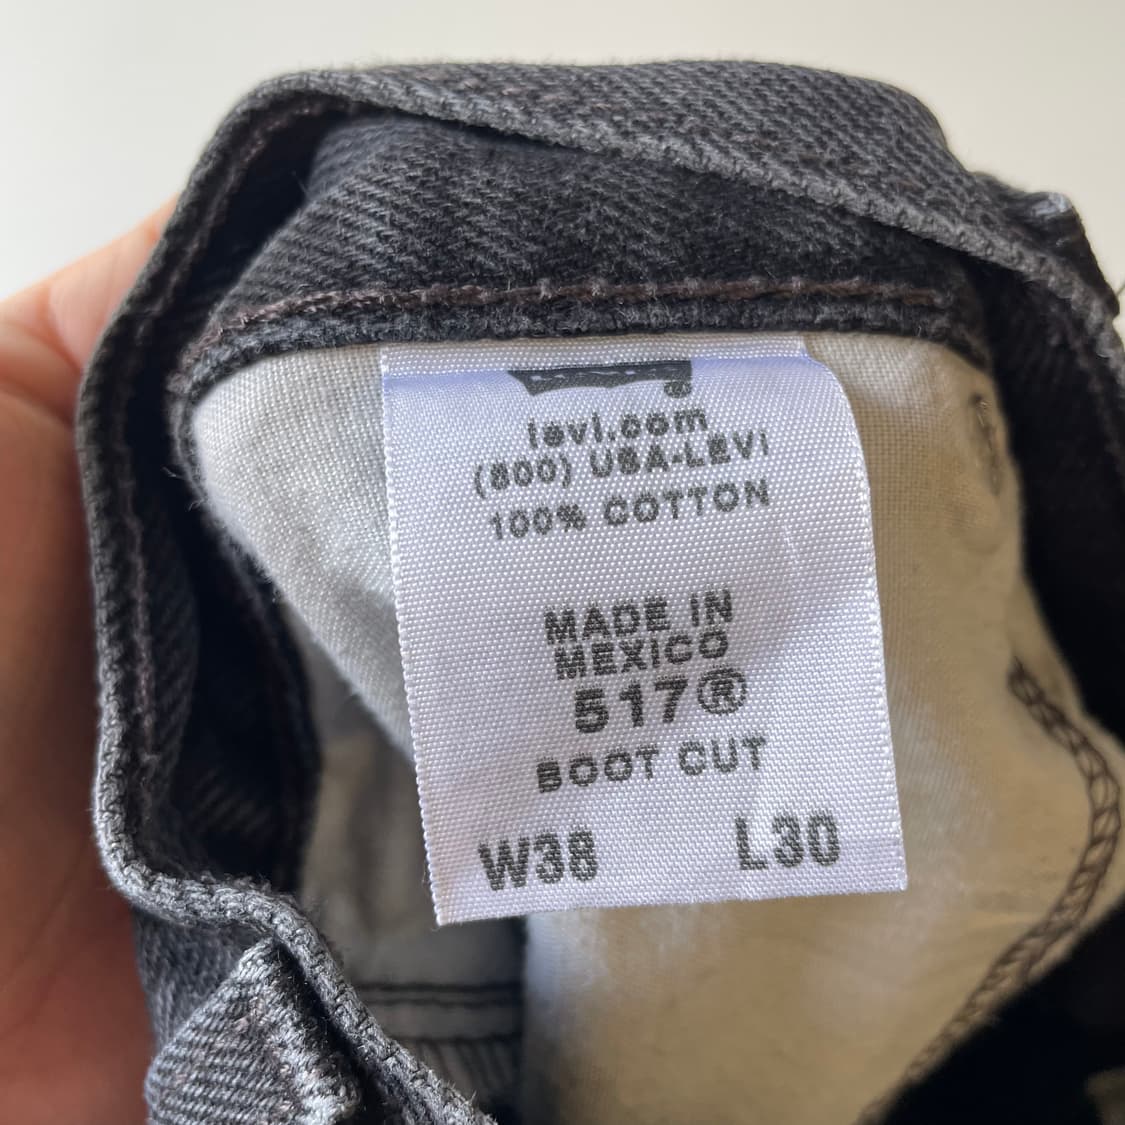 levi.com
(800) USA-LEVI
100% COTTON
MADE IN
MEXICO
517®
BOOT CUT
W38 L30